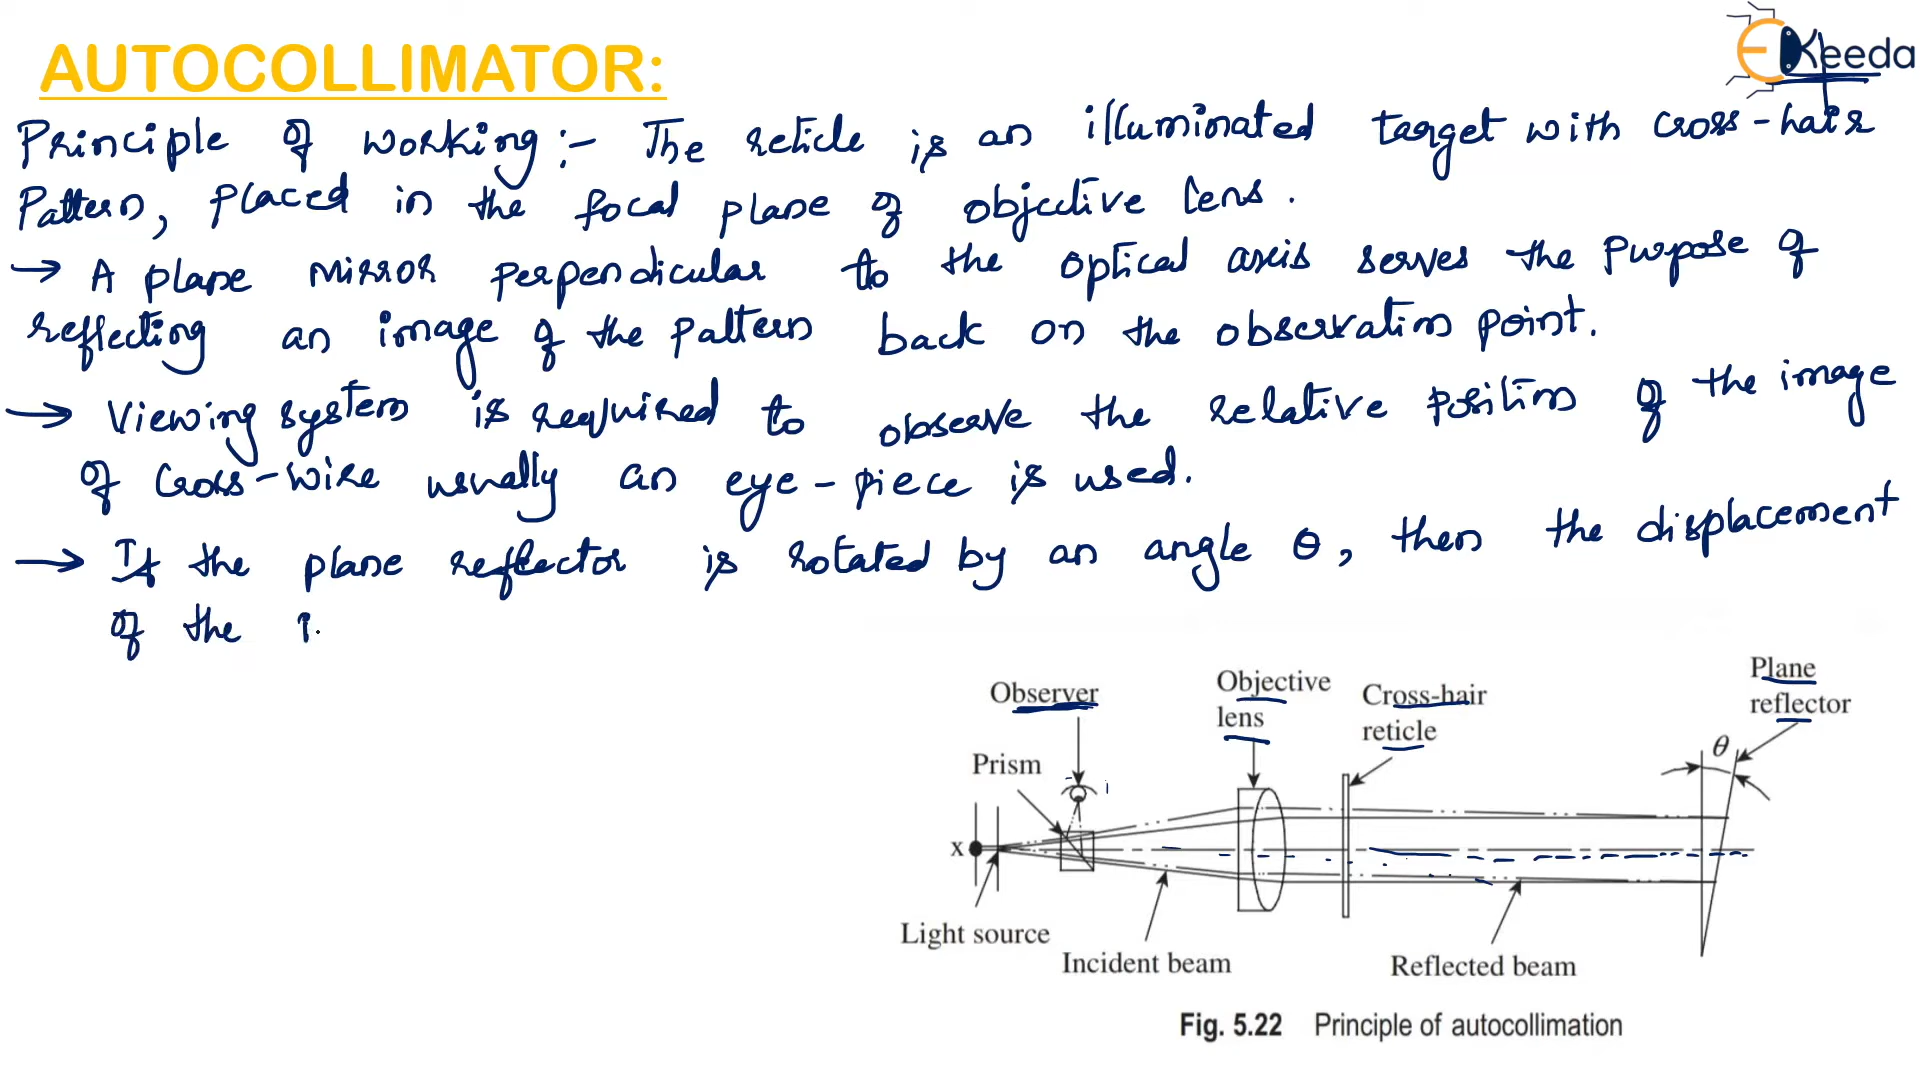 AUTOCOLLIMATOR:
EKeeda
Principle of working:- The reticle is an illuminated target with cross-hair
Pattern, placed in the focal plane of objective lens.
→ A plane mirror perpendicular to the optical axis serves the purpose of
reflecting an image of the pattern back on the observation point.
→ Viewing system is required to observe the relative position of the image
of cross-wire usually an eye-piece is used.
→ If the plane reflector is rotated by an angle θ, then the displacement
of the i
Observer
Objective
lens
Cross-hair
reticle
Plane
reflector
Prism
θ
x
Light source
Incident beam
Reflected beam
Fig. 5.22 Principle of autocollimation